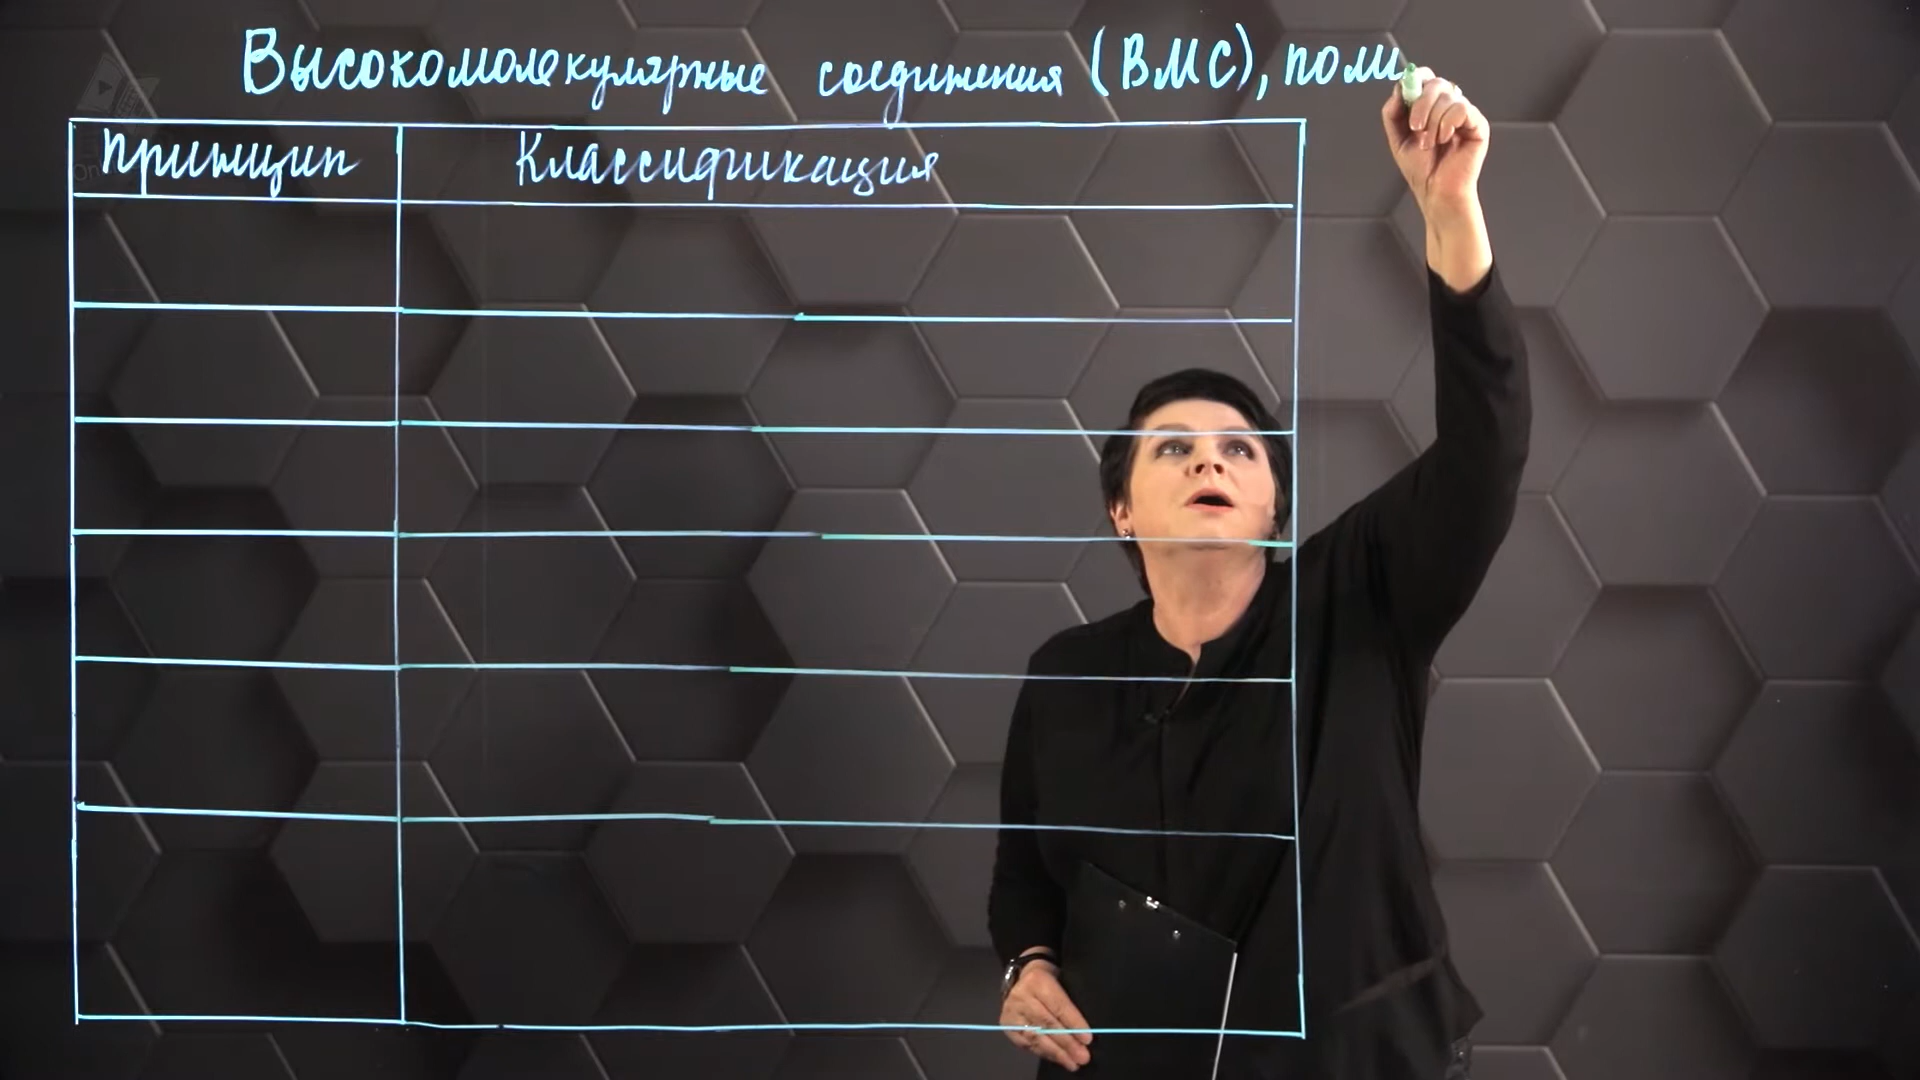 Высокомолекулярные соединения (ВМС), поли
Принцип Классификация